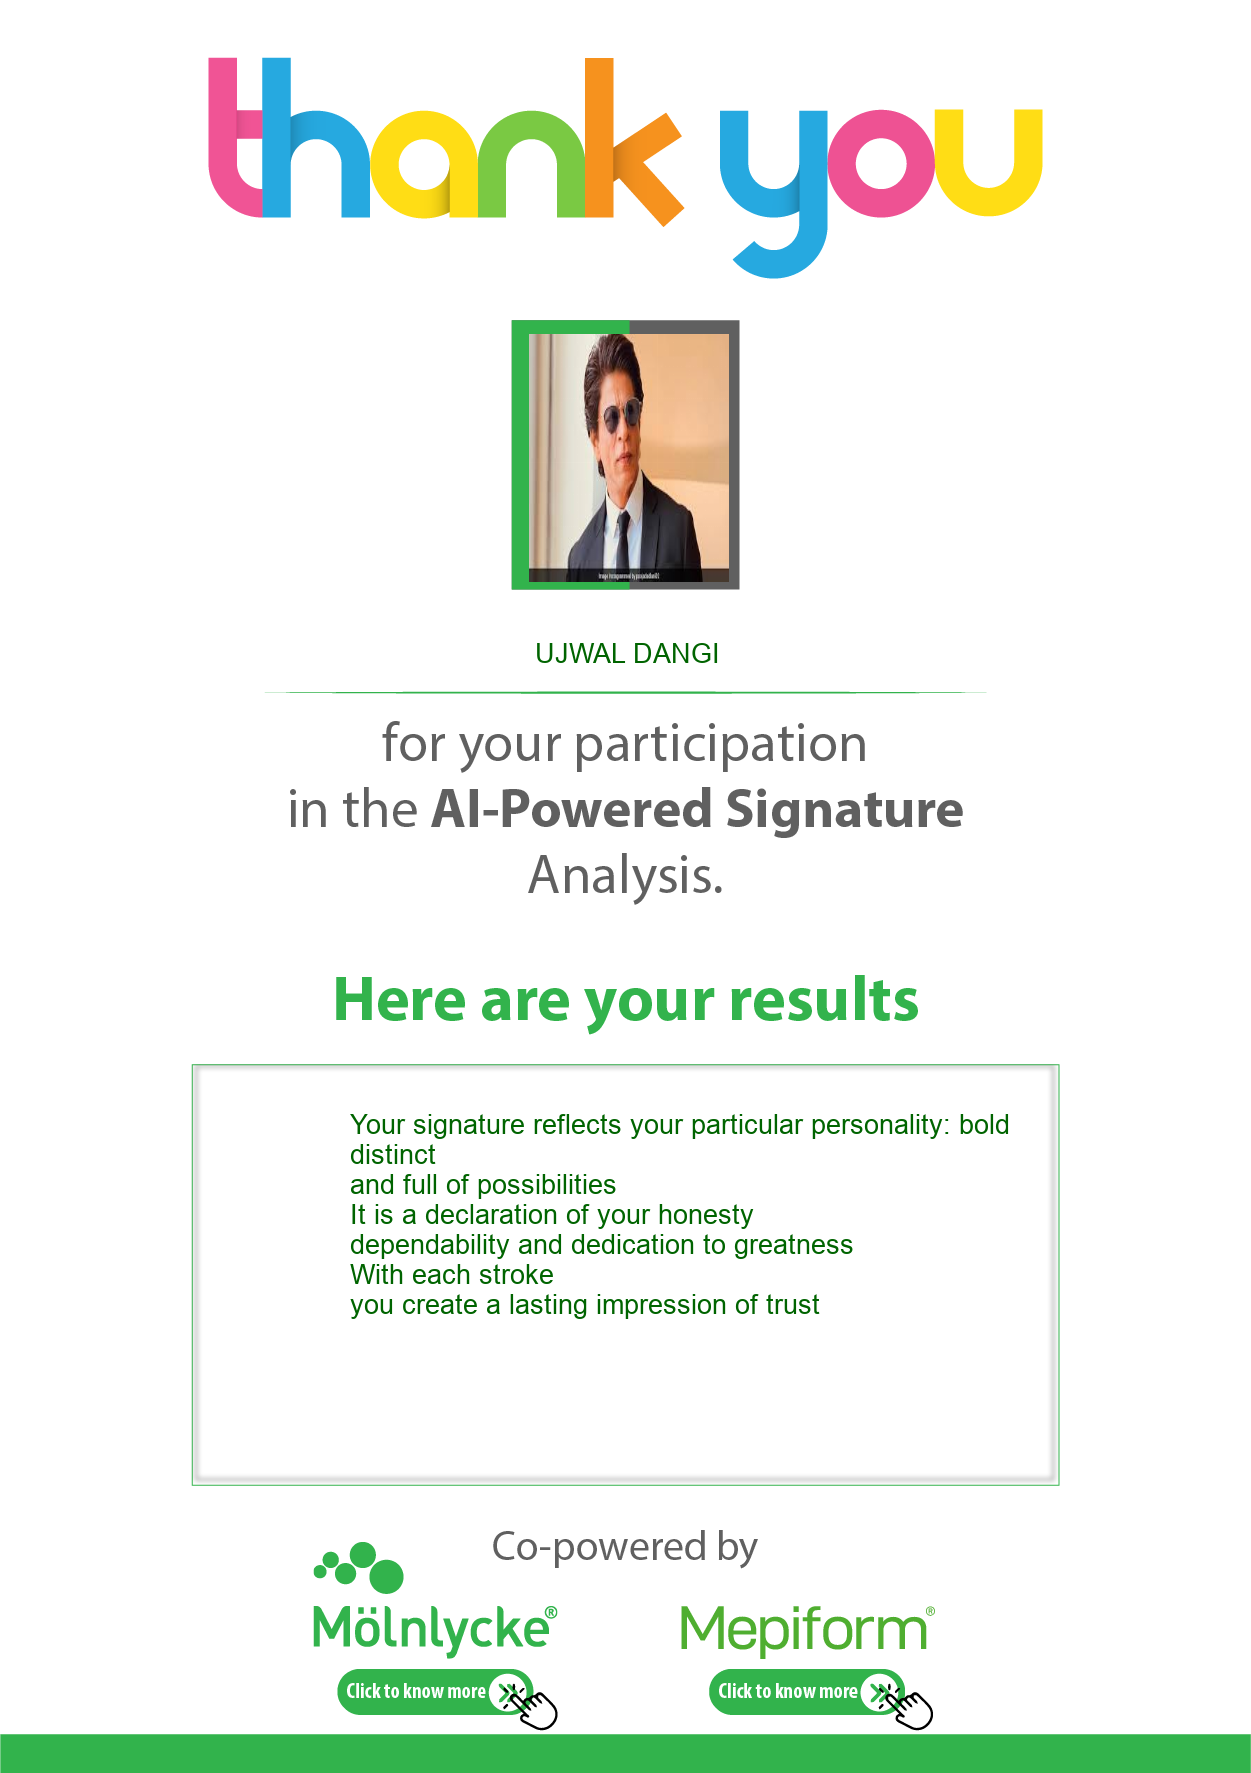 thank you
UJWAL DANGI
for your participation
in the AI-Powered Signature
Analysis.
Here are your results
Your signature reflects your particular personality: bold
distinct
and full of possibilities
It is a declaration of your honesty
dependability and dedication to greatness
With each stroke
you create a lasting impression of trust
Co-powered by
Mölnlycke®
Mepiform®
Click to know more
Click to know more